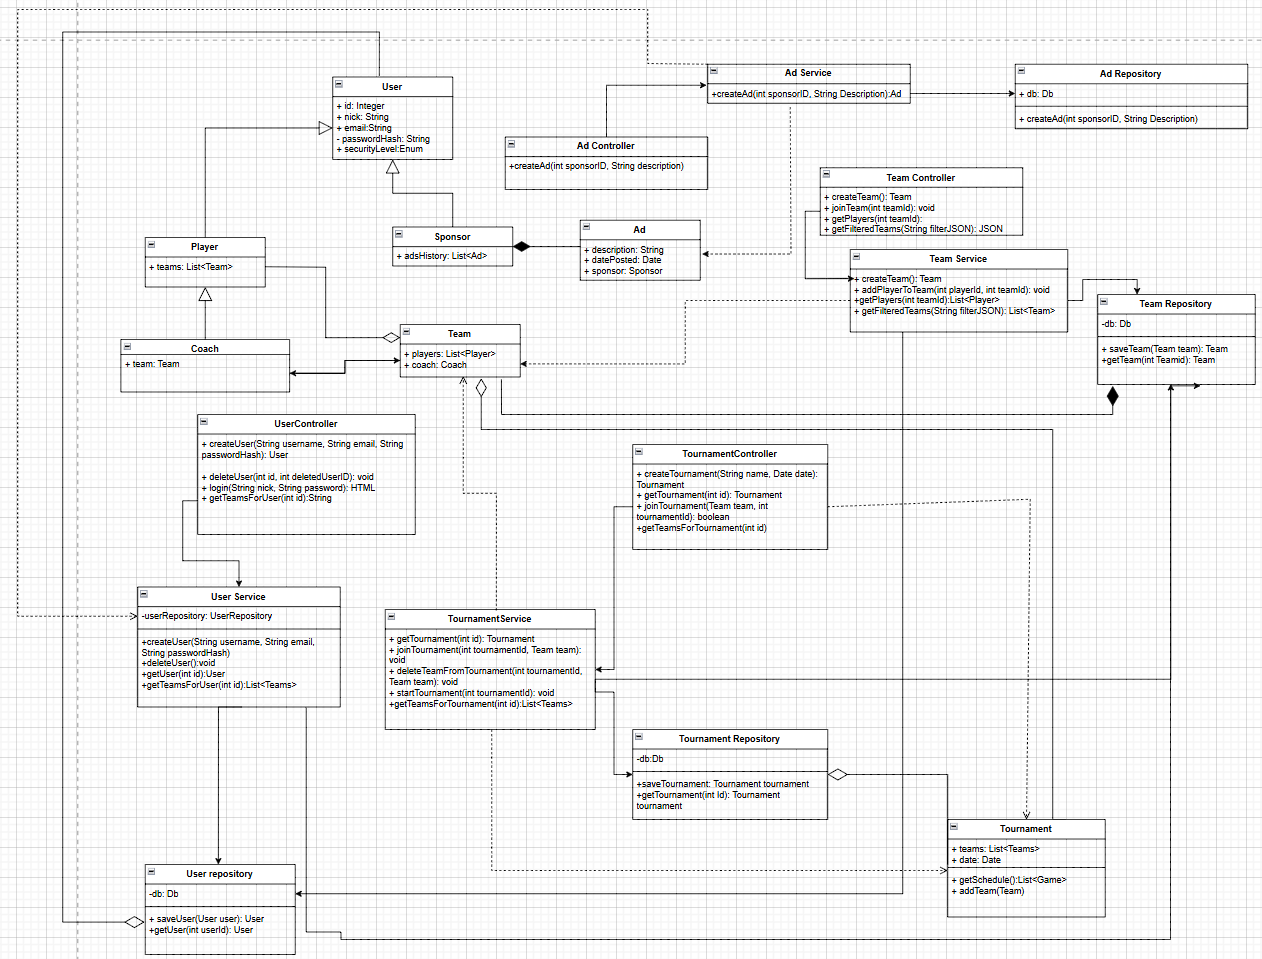 User
+ id: Integer
+ nick: String
+ email:String
- passwordHash: String
+ securityLevel:Enum
Ad Service
+createAd(int sponsorID, String Description):Ad
Ad Repository
+ db: Db
+ createAd(int sponsorID, String Description)
Ad Controller
+createAd(int sponsorID, String description)
Team Controller
+ createTeam(): Team
+ joinTeam(int teamId): void
+ getPlayers(int teamId):
+ getFilteredTeams(String filterJSON): JSON
Player
+ teams: List<Team>
Sponsor
+ adsHistory: List<Ad>
Ad
+ description: String
+ datePosted: Date
+ sponsor: Sponsor
Team Service
+ createTeam(): Team
+ addPlayerToTeam(int playerId, int teamId): void
+getPlayers(int teamId):List<Player>
+ getFilteredTeams(String filterJSON): List<Team>
Team Repository
-db: Db
+ saveTeam(Team team): Team
+getTeam(int Teamid): Team
Coach
+ team: Team
Team
+ players: List<Player>
+ coach: Coach
UserController
+ createUser(String username, String email, String
passwordHash): User
+ deleteUser(int id, int deletedUserID): void
+ login(String nick, String password): HTML
+ getTeamsForUser(int id):String
TournamentController
+ createTournament(String name, Date date):
Tournament
+ getTournament(int id): Tournament
+ joinTournament(Team team, int
tournamentId): boolean
+getTeamsForTournament(int id)
User Service
-userRepository: UserRepository
+createUser(String username, String email,
String passwordHash)
+deleteUser():void
+getUser(int id):User
+getTeamsForUser(int id):List<Teams>
TournamentService
+ getTournament(int id): Tournament
+ joinTournament(int tournamentId, Team team):
void
+ deleteTeamFromTournament(int tournamentId,
Team team): void
+ startTournament(int tournamentId): void
+getTeamsForTournament(int id):List<Teams>
Tournament Repository
-db:Db
+saveTournament: Tournament tournament)
+getTournament(int Id): Tournament
tournament
Tournament
+ teams: List<Teams>
+ date: Date
+ getSchedule():List<Game>
+ addTeam(Team)
User repository
-db: Db
+ saveUser(User user): User
+getUser(int userId): User